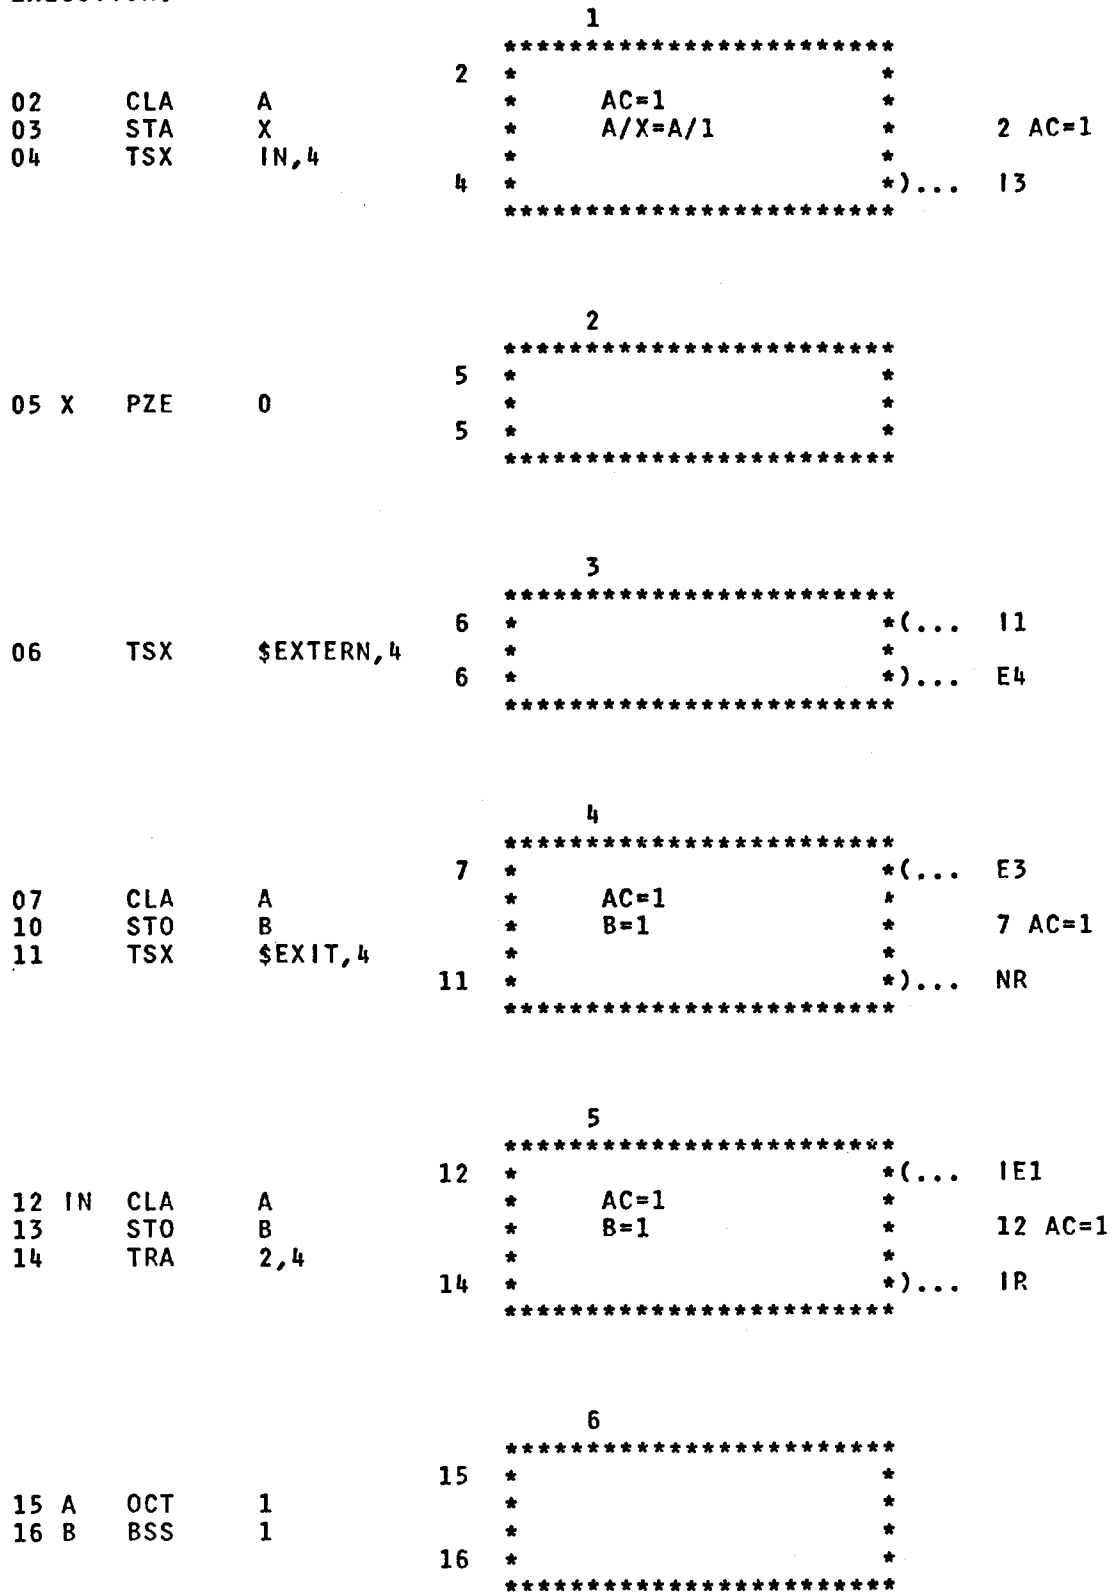 1
************************
2 * *
02 CLA A * AC=1 *
03 STA X * A/X=A/1 * 2 AC=1
04 TSX IN,4 * *
4 * *)... I3
************************
2
************************
5 * *
05 X PZE 0 * *
5 * *
************************
3
************************
6 * *(... I1
06 TSX $EXTERN,4 * *
6 * *)... E4
************************
4
************************
7 * *(... E3
07 CLA A * AC=1 *
10 STO B * B=1 * 7 AC=1
11 TSX $EXIT,4 * *
11 * *)... NR
************************
5
************************
12 * *(... IE1
12 IN CLA A * AC=1 *
13 STO B * B=1 * 12 AC=1
14 TRA 2,4 * *
14 * *)... IR
************************
6
************************
15 * *
15 A OCT 1 * *
16 B BSS 1 * *
16 * *
************************